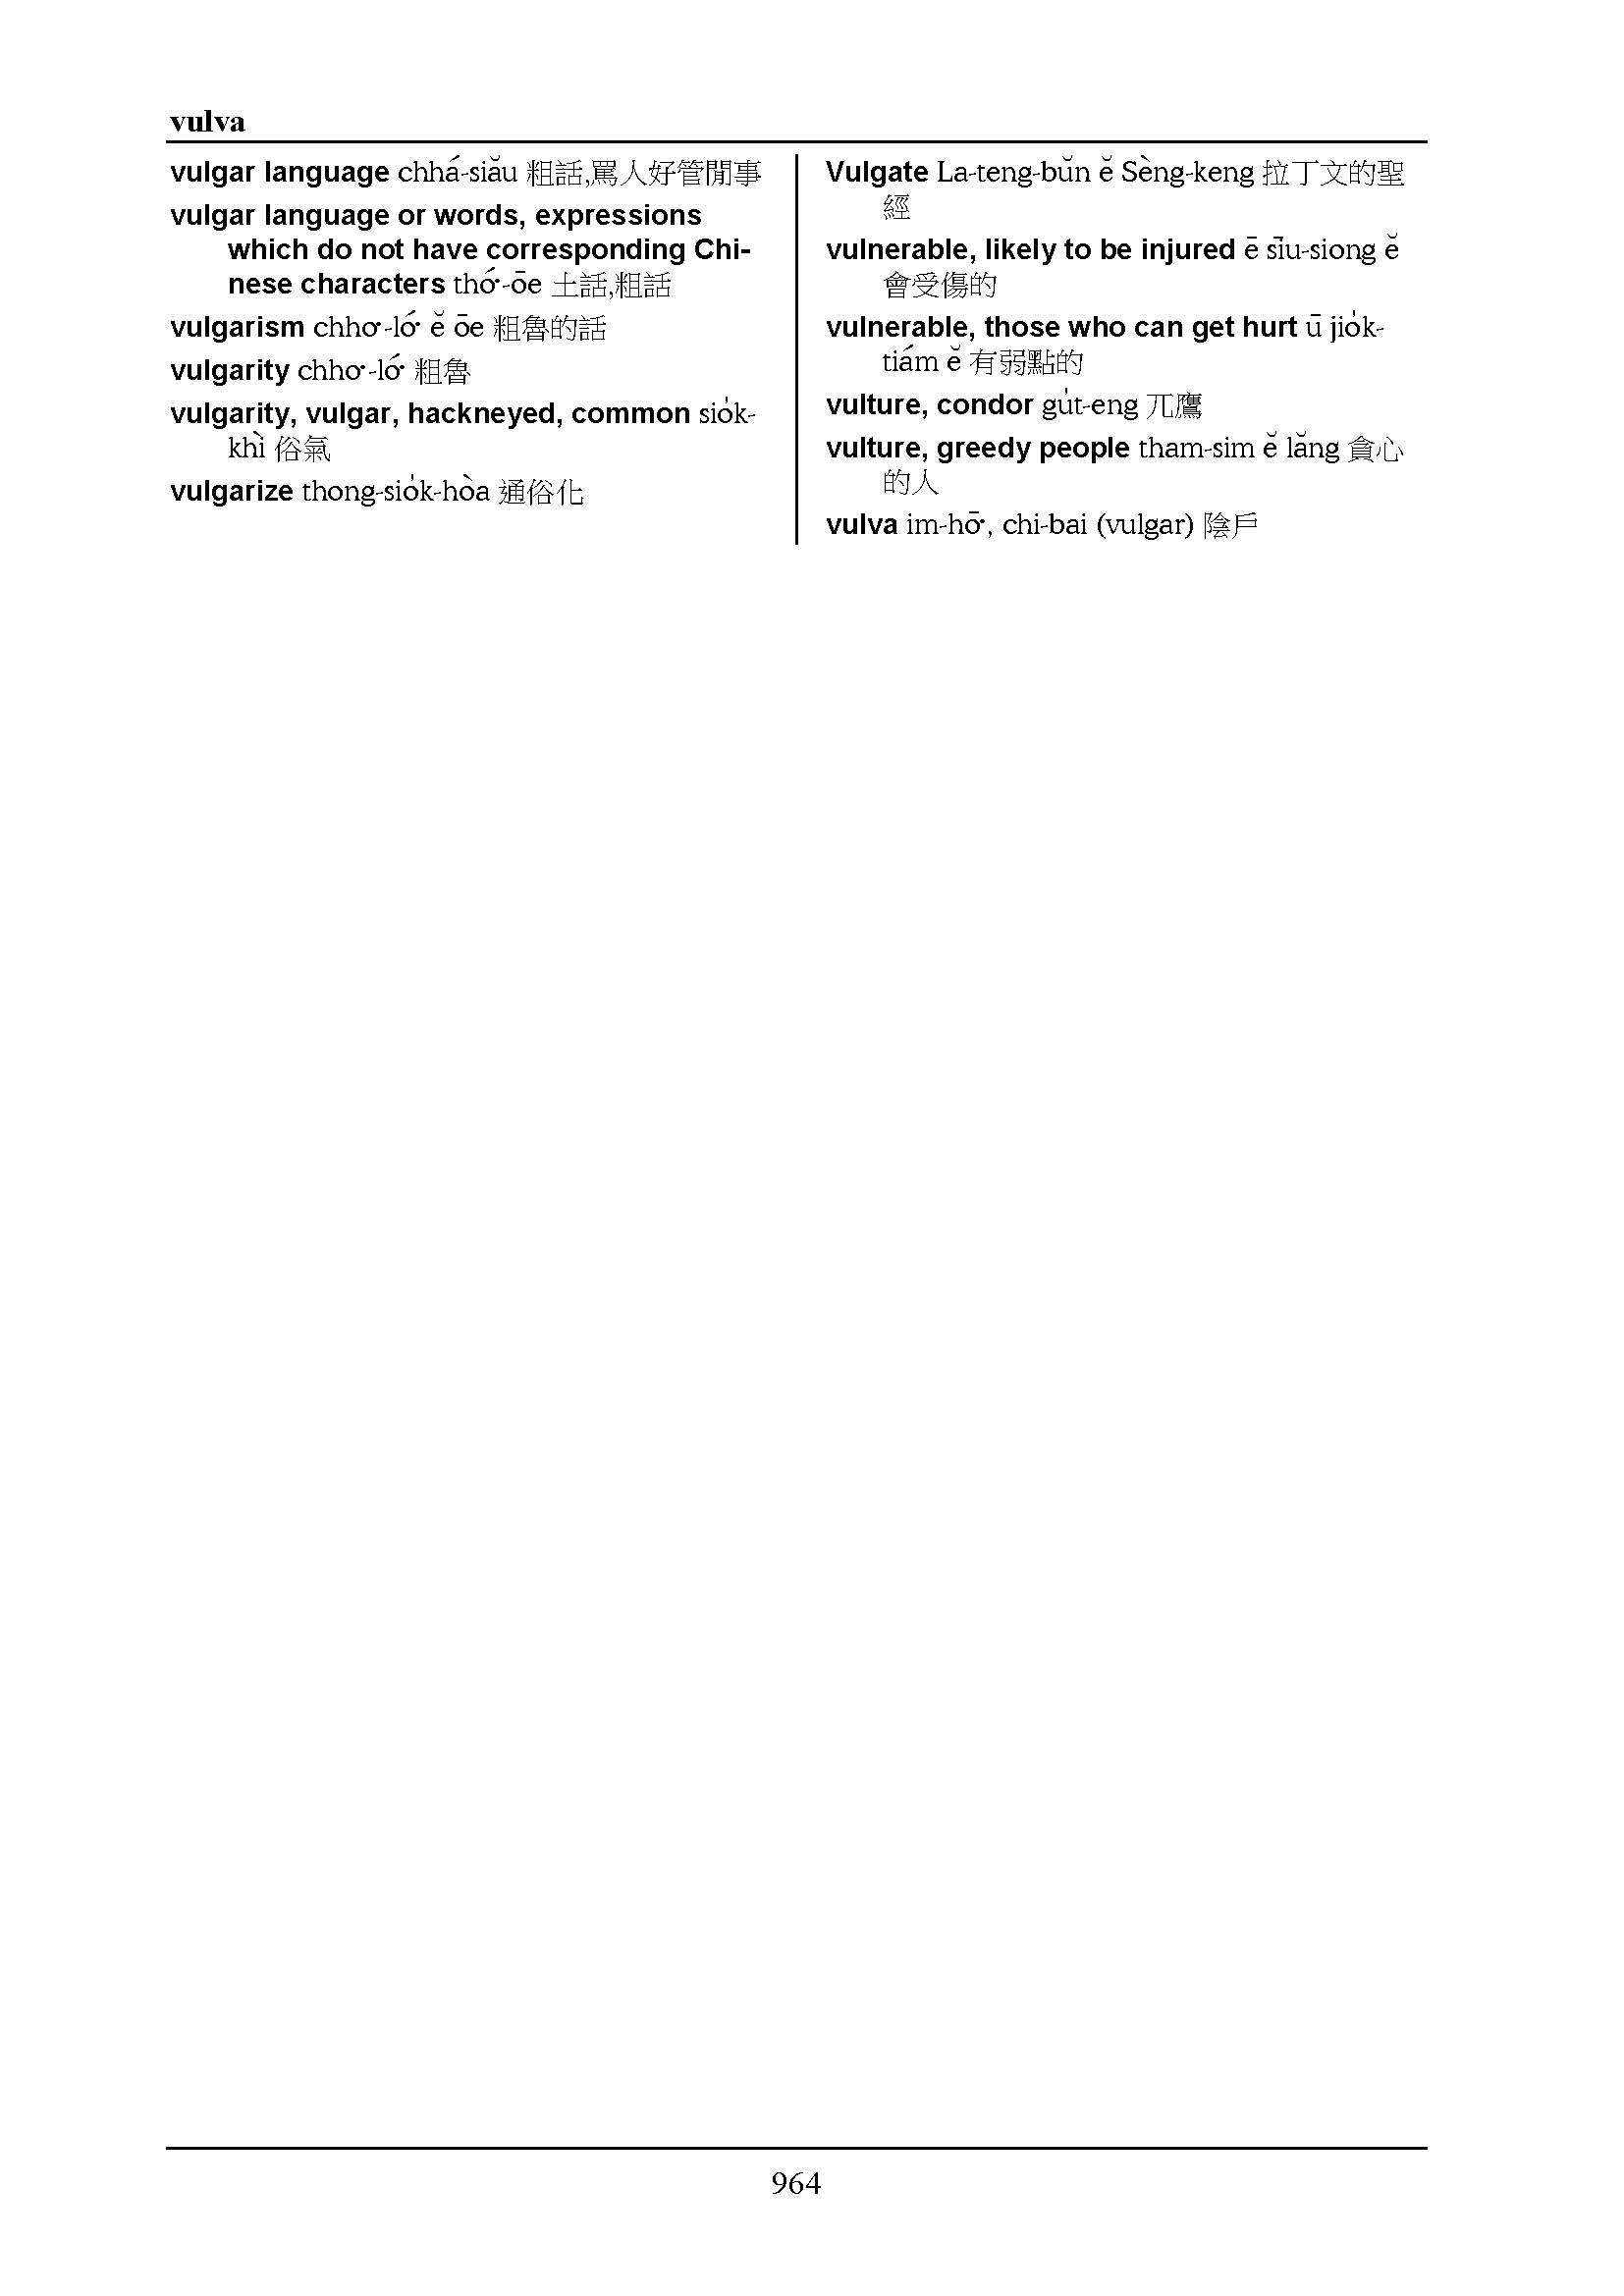 vulva
vulgar language chhá-siău 粗話,罵人好管閒事
vulgar language or words, expressions
which do not have corresponding Chi-
nese characters thó͘-ōe 土話,粗話
vulgarism chho͘-ló͘ ĕ ōe 粗魯的話
vulgarity chho͘-ló͘ 粗魯
vulgarity, vulgar, hackneyed, common sio̍k-
khì 俗氣
vulgarize thong-sio̍k-hòa 通俗化
Vulgate La-teng-bŭn ĕ Sèng-keng 拉丁文的聖
經
vulnerable, likely to be injured ē sīu-siong ĕ
會受傷的
vulnerable, those who can get hurt ū jio̍k-
tiám ĕ 有弱點的
vulture, condor gu̍t-eng 兀鷹
vulture, greedy people tham-sim ĕ lăng 貪心
的人
vulva im-hō͘, chi-bai (vulgar) 陰戶
964